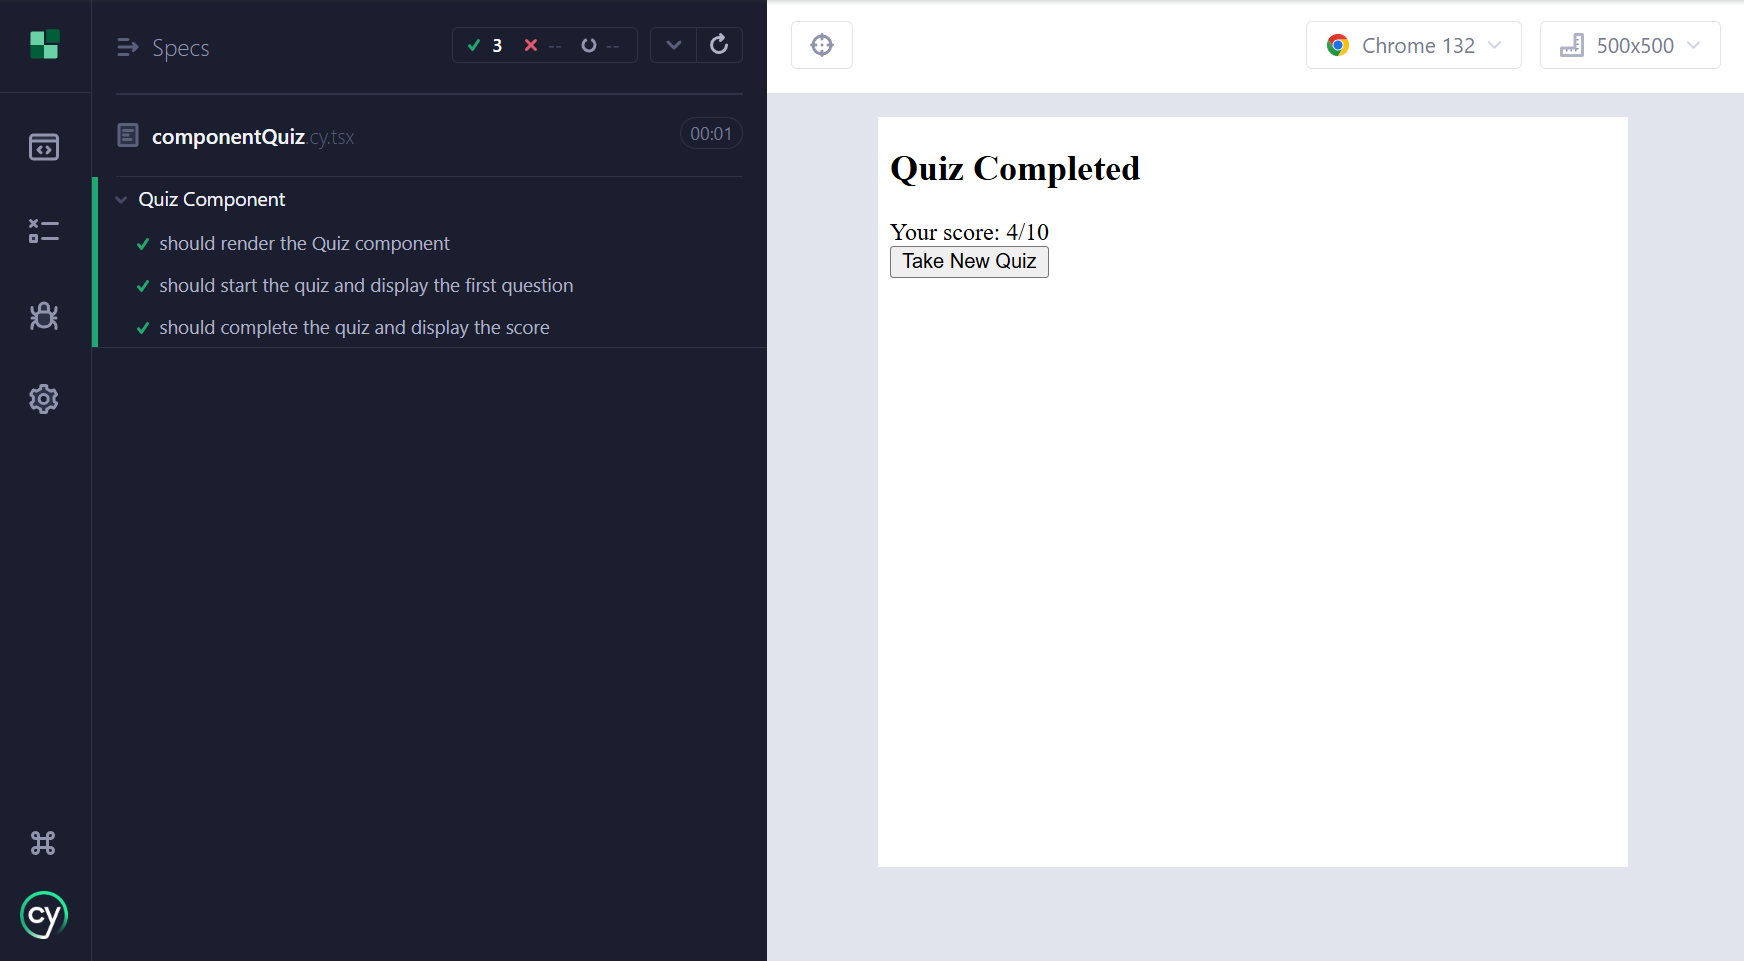 Specs
3 -- --
componentQuiz.cy.tsx
00:01
Quiz Component
should render the Quiz component
should start the quiz and display the first question
should complete the quiz and display the score
cy
Chrome 132
500x500
Quiz Completed
Your score: 4/10
Take New Quiz